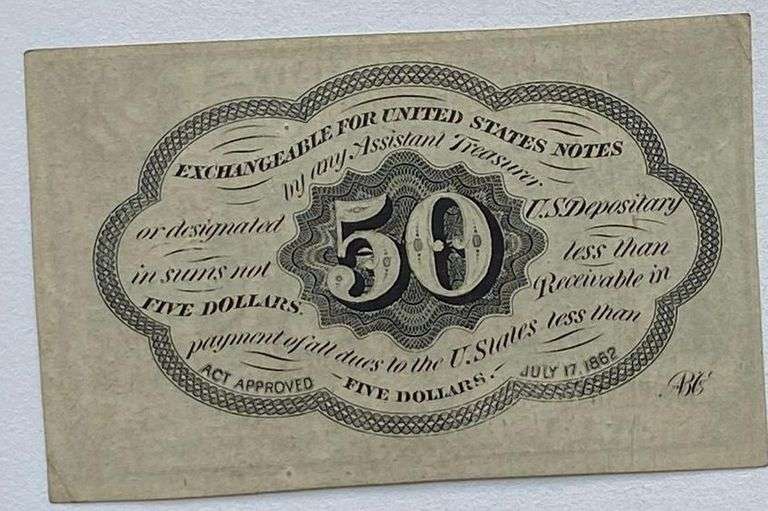 EXCHANGEABLE FOR UNITED STATES NOTES
by any Assistant Treasurer
or designated U.S. Depositary
in sums not less than
FIVE DOLLARS. Receivable in
payment of all dues to the U. States less than
FIVE DOLLARS.
50
ACT APPROVED JULY 17, 1862
ABCo